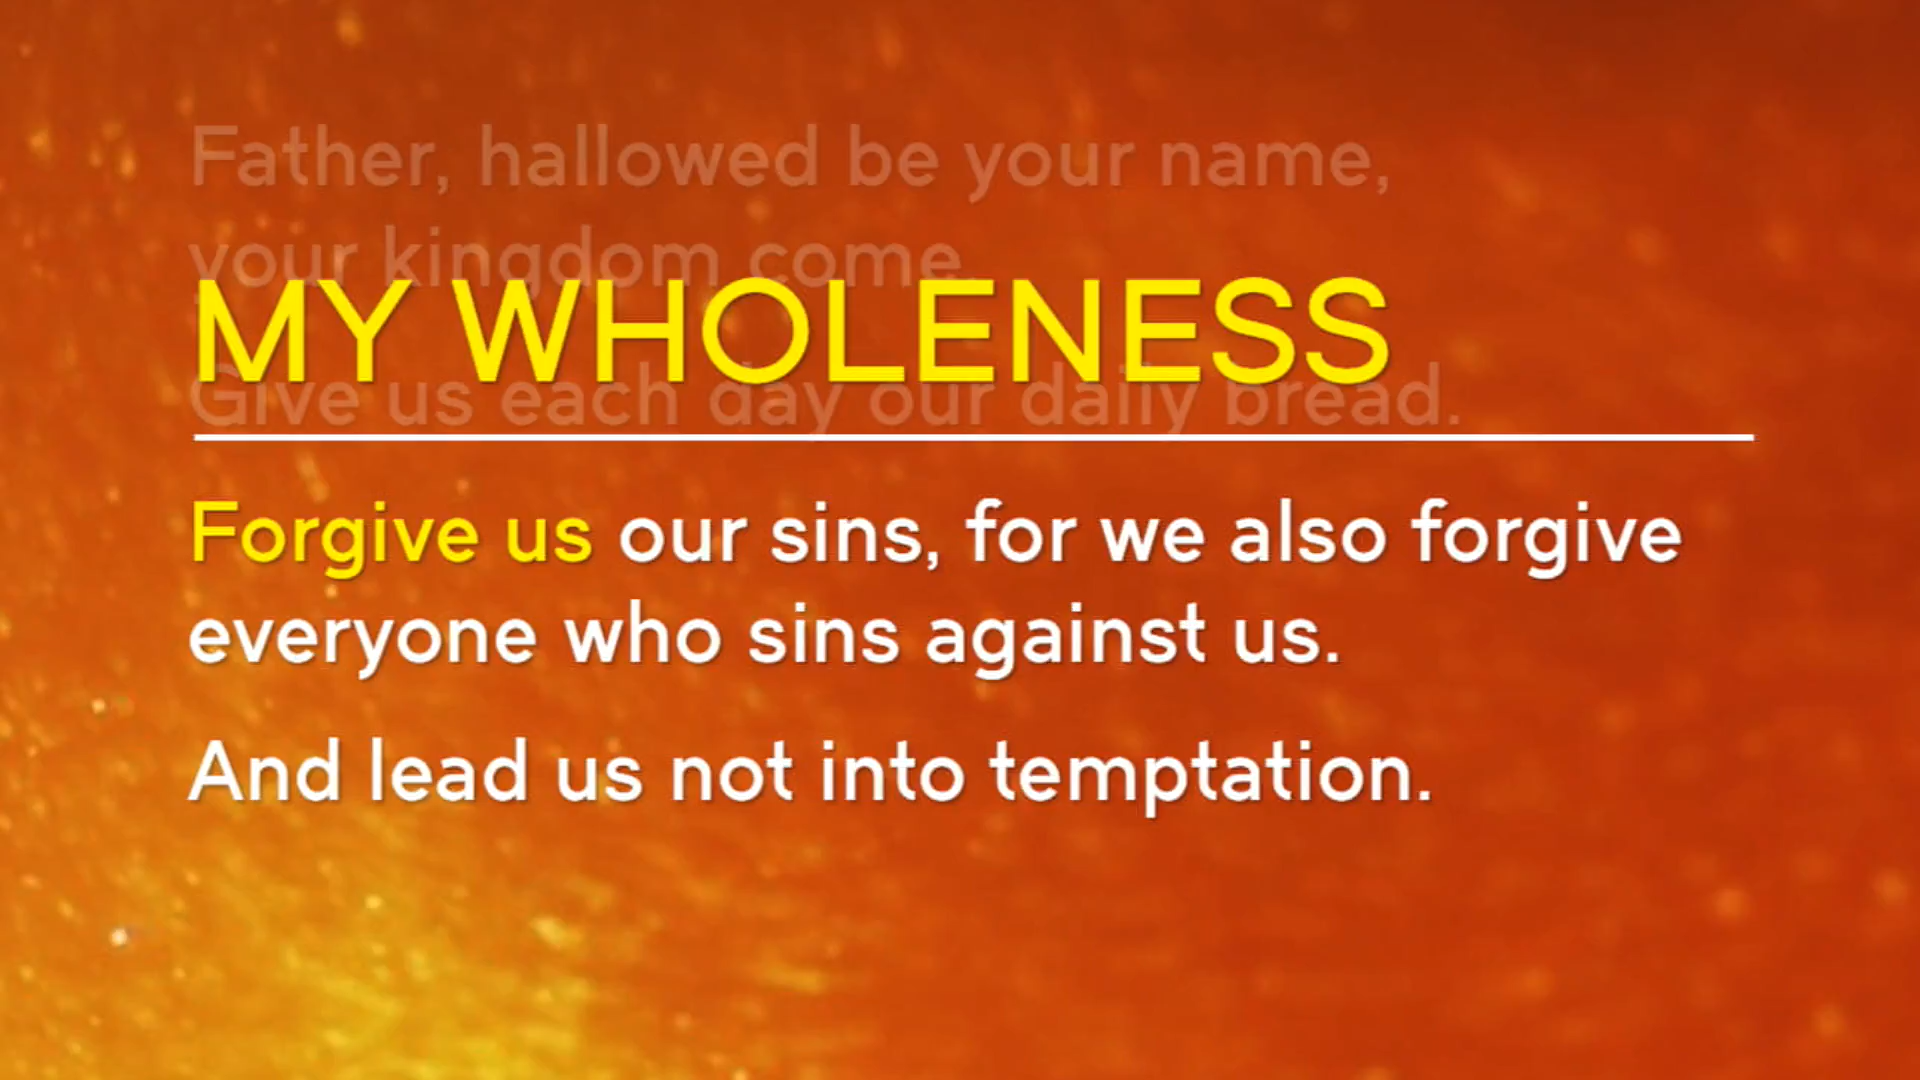 Father, hallowed be your name,
your kingdom come.
MY WHOLENESS
Give us each day our daily bread.
Forgive us our sins, for we also forgive
everyone who sins against us.
And lead us not into temptation.